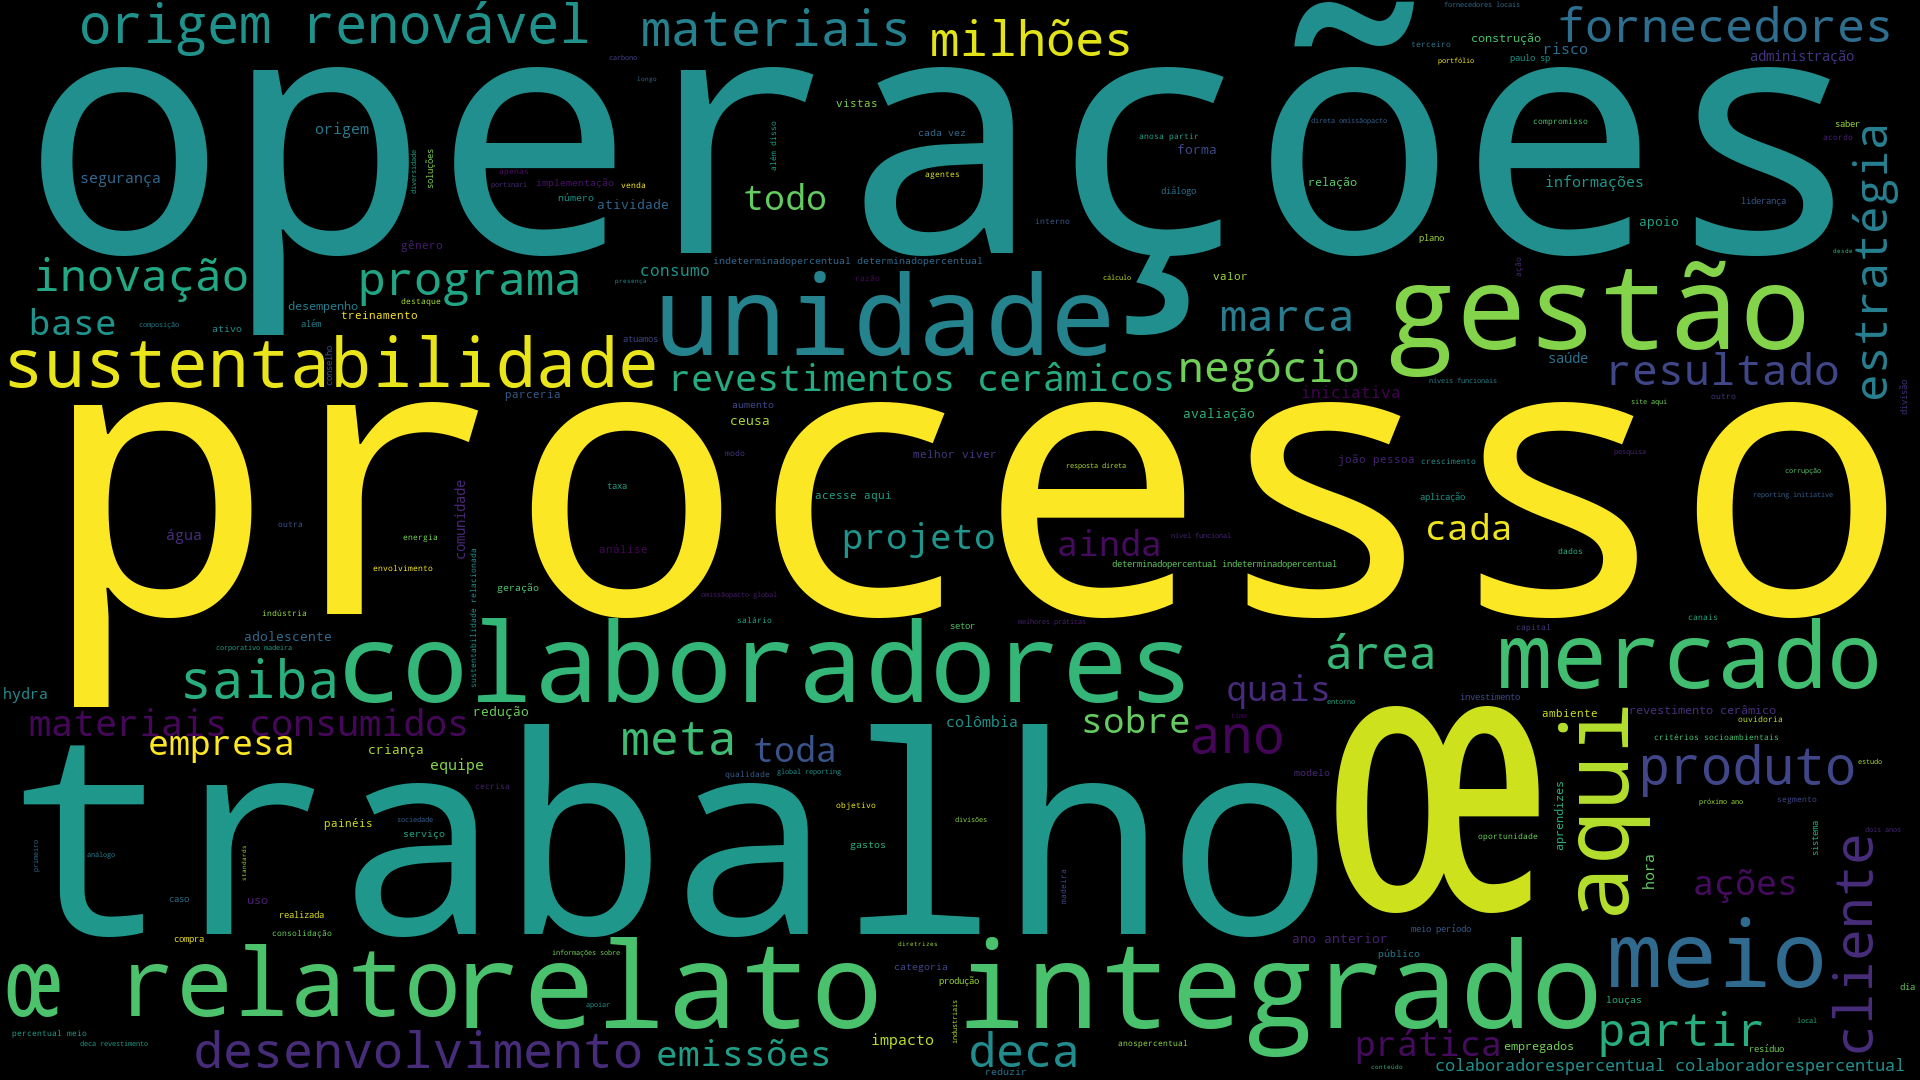 fornecedores locais
origem renovável
materiais
milhões
fornecedores
terceiro
construção
risco
carbono
portfólio
paulo sp
administração
longo
operações
vistas
origem
além disso
cada vez
anosa partir
direta omissãopacto
compromisso
saber
acordo
estratégia
forma
segurança
diversidade
soluções
apenas
portinari
implementação
venda
agentes
relação
informações
número
atividade
todo
diálogo
liderança
interno
apoio
gênero
plano
desde
inovação
programa
consumo
indeterminadopercentual determinadopercentual
presença
razão
cálculo
valor
ação
unidade
gestão
desempenho
destaque
treinamento
base
composição
ativo
além
marca
atuamos
sustentabilidade
conselho
revestimentos cerâmicos
negócio
saúde
resultado
níveis funcionais
divisão
parceria
aumento
ceusa
avaliação
iniciativa
site aqui
outro
processo
modo
melhor viver
resposta direta
joão pessoa
crescimento
pesquisa
corrupção
reporting initiative
taxa
acesse aqui
aplicação
comunidade
outra
água
energia
projeto
ainda
nível funcional
cada
análise
dados
envolvimento
determinadopercentual indeterminadopercentual
sustentabilidade relacionada
geração
omissãopacto global
indústria
salário
setor
melhores práticas
capital
canais
adolescente
corporativo madeira
colaboradores
área
mercado
saiba
hydra
quais
investimento
entorno
materiais consumidos
redução
colômbia
sobre
ano
ambiente
revestimento cerâmico
ouvidoria
empresa
criança
meta
toda
critérios socioambientais
equipe
qualidade
global reporting
modelo
produto
estudo
cecrisa
trabalho
œ
aqui
aprendizes
próximo ano
segmento
objetivo
painéis
sociedade
serviço
divisões
gastos
oportunidade
sistema
dois anos
primeiro
análogo
standards
hora
madeira
ações
cliente
caso
uso
realizada
consolidação
compra
ano anterior
meio período
diretrizes
público
meio
œ relato
relato integrado
informações sobre
categoria
produção
dia
apoiar
industriais
louças
local
percentual meio
deca revestimento
desenvolvimento
emissões
impacto
deca
anospercentual
prática
empregados
partir
resíduo
reduzir
conteúdo
colaboradorespercentual colaboradorespercentual